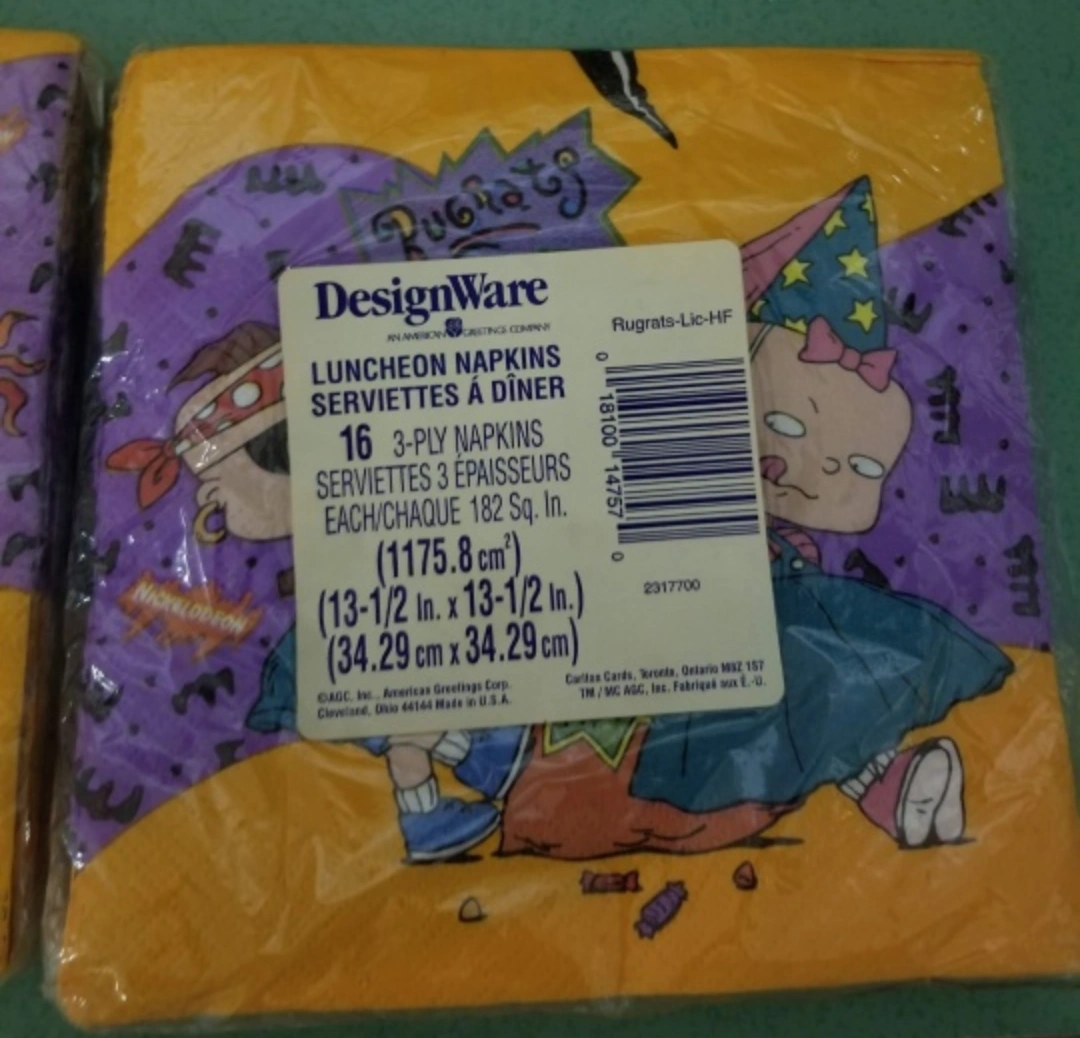 Rugrats
DesignWare
AN AMERICAN GREETINGS COMPANY
LUNCHEON NAPKINS
SERVIETTES Á DÎNER
16 3-PLY NAPKINS
SERVIETTES 3 ÉPAISSEURS
EACH/CHAQUE 182 Sq. In.
(1175.8 cm²)
(13-1/2 In. x 13-1/2 In.)
(34.29 cm x 34.29 cm)
©AGC, Inc., American Greetings Corp.
Cleveland, Ohio 44144 Made in U.S.A.
Rugrats-Lic-HF
0 18100 14757 0
2317700
Carlton Cards, Toronto, Ontario M8Z 1S7
TM / MC AGC, Inc. Fabriqué aux É.-U.
NICKELODEON